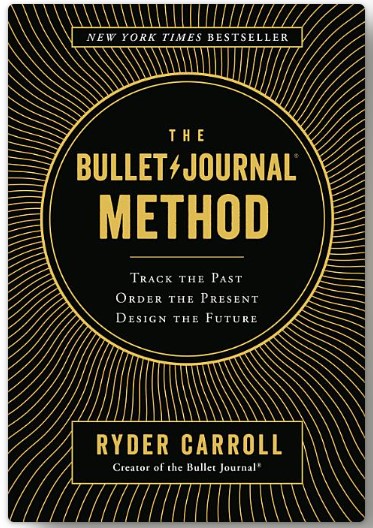 NEW YORK TIMES BESTSELLER
THE
BULLET⚡JOURNAL®
METHOD
TRACK THE PAST
ORDER THE PRESENT
DESIGN THE FUTURE
RYDER CARROLL
Creator of the Bullet Journal®